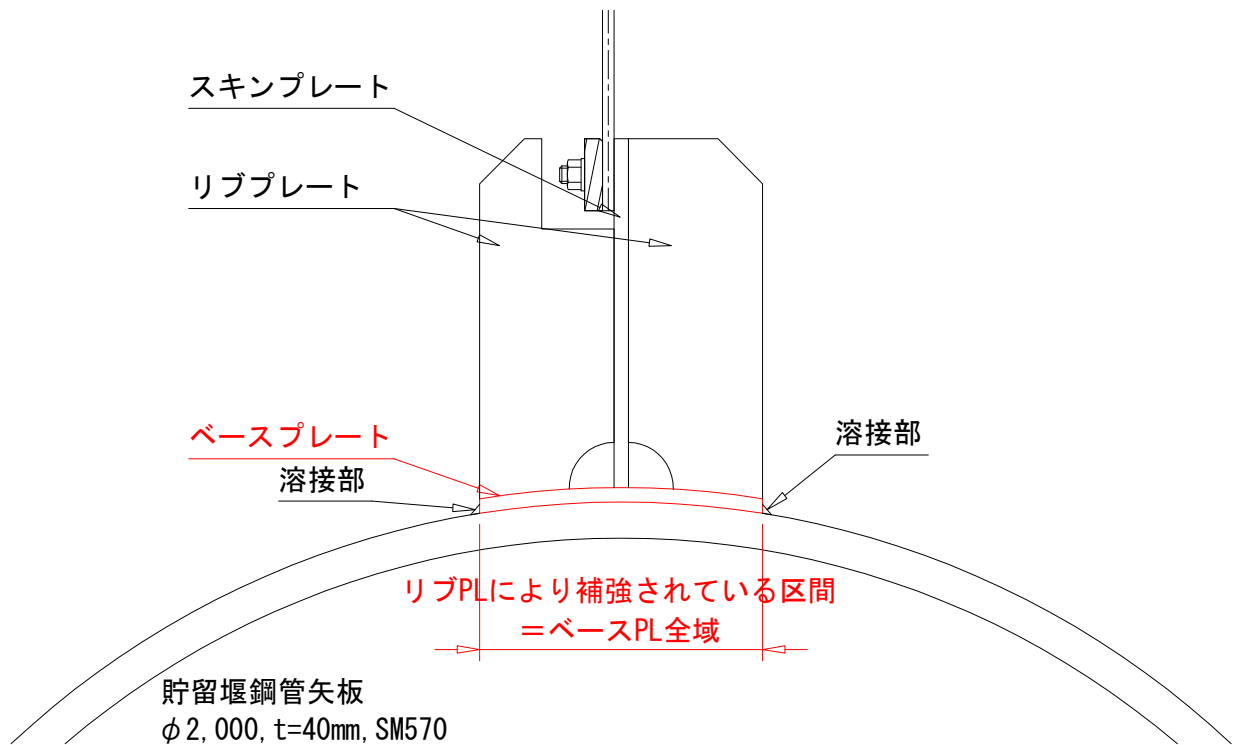 スキンプレート
リブプレート
ベースプレート
溶接部
溶接部
リブPLにより補強されている区間
＝ベースPL全域
貯留堰鋼管矢板
φ2,000, t=40mm, SM570